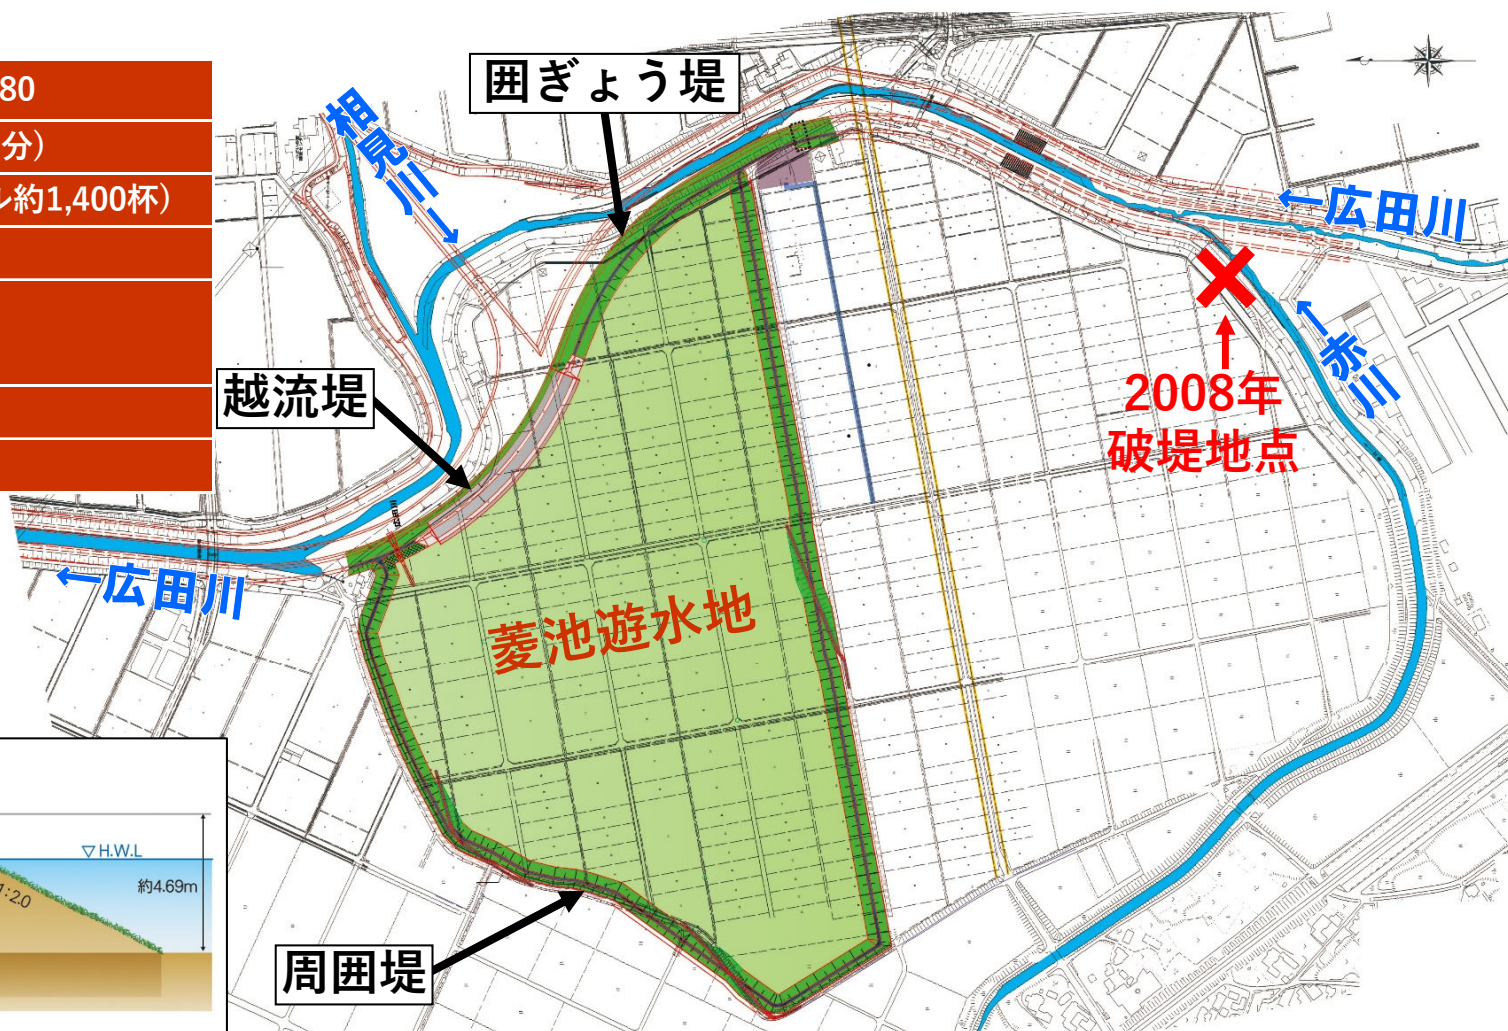 80
分）
ル約1,400杯）
囲ぎょう堤
相見川→
←広田川
越流堤
←赤川
2008年
破堤地点
←広田川
菱池遊水地
▽H.W.L
約4.69m
1:2.0
周囲堤